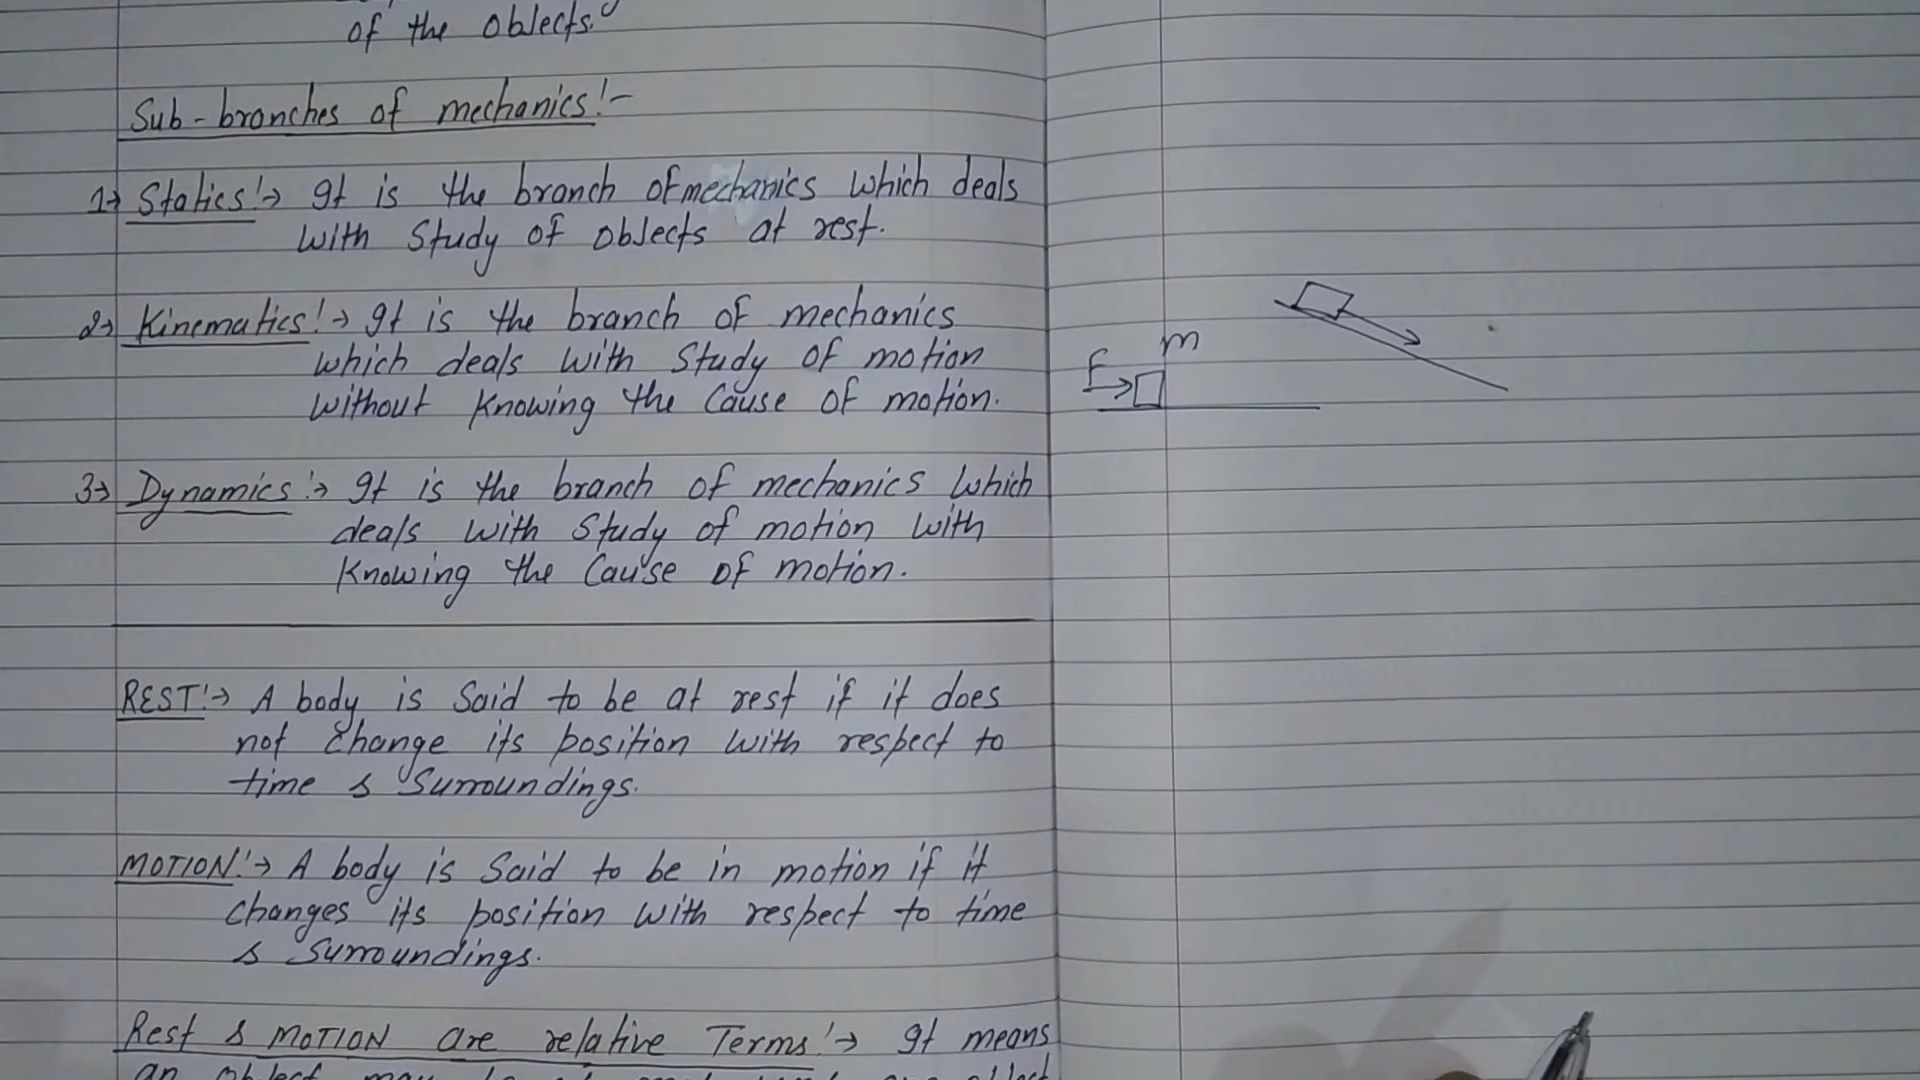 of the objects.
Sub-branches of mechanics:-
1→ Statics:→ It is the branch of mechanics which deals
with study of objects at rest.
2→ Kinematics:→ It is the branch of mechanics
which deals with study of motion
without knowing the cause of motion.
3→ Dynamics:→ It is the branch of mechanics which
deals with study of motion with
knowing the cause of motion.
REST:→ A body is said to be at rest if it does
not change its position with respect to
time & surroundings.
MOTION:→ A body is said to be in motion if it
changes its position with respect to time
& surroundings.
Rest & MOTION are relative Terms:→ It means
an object may be at
F
m